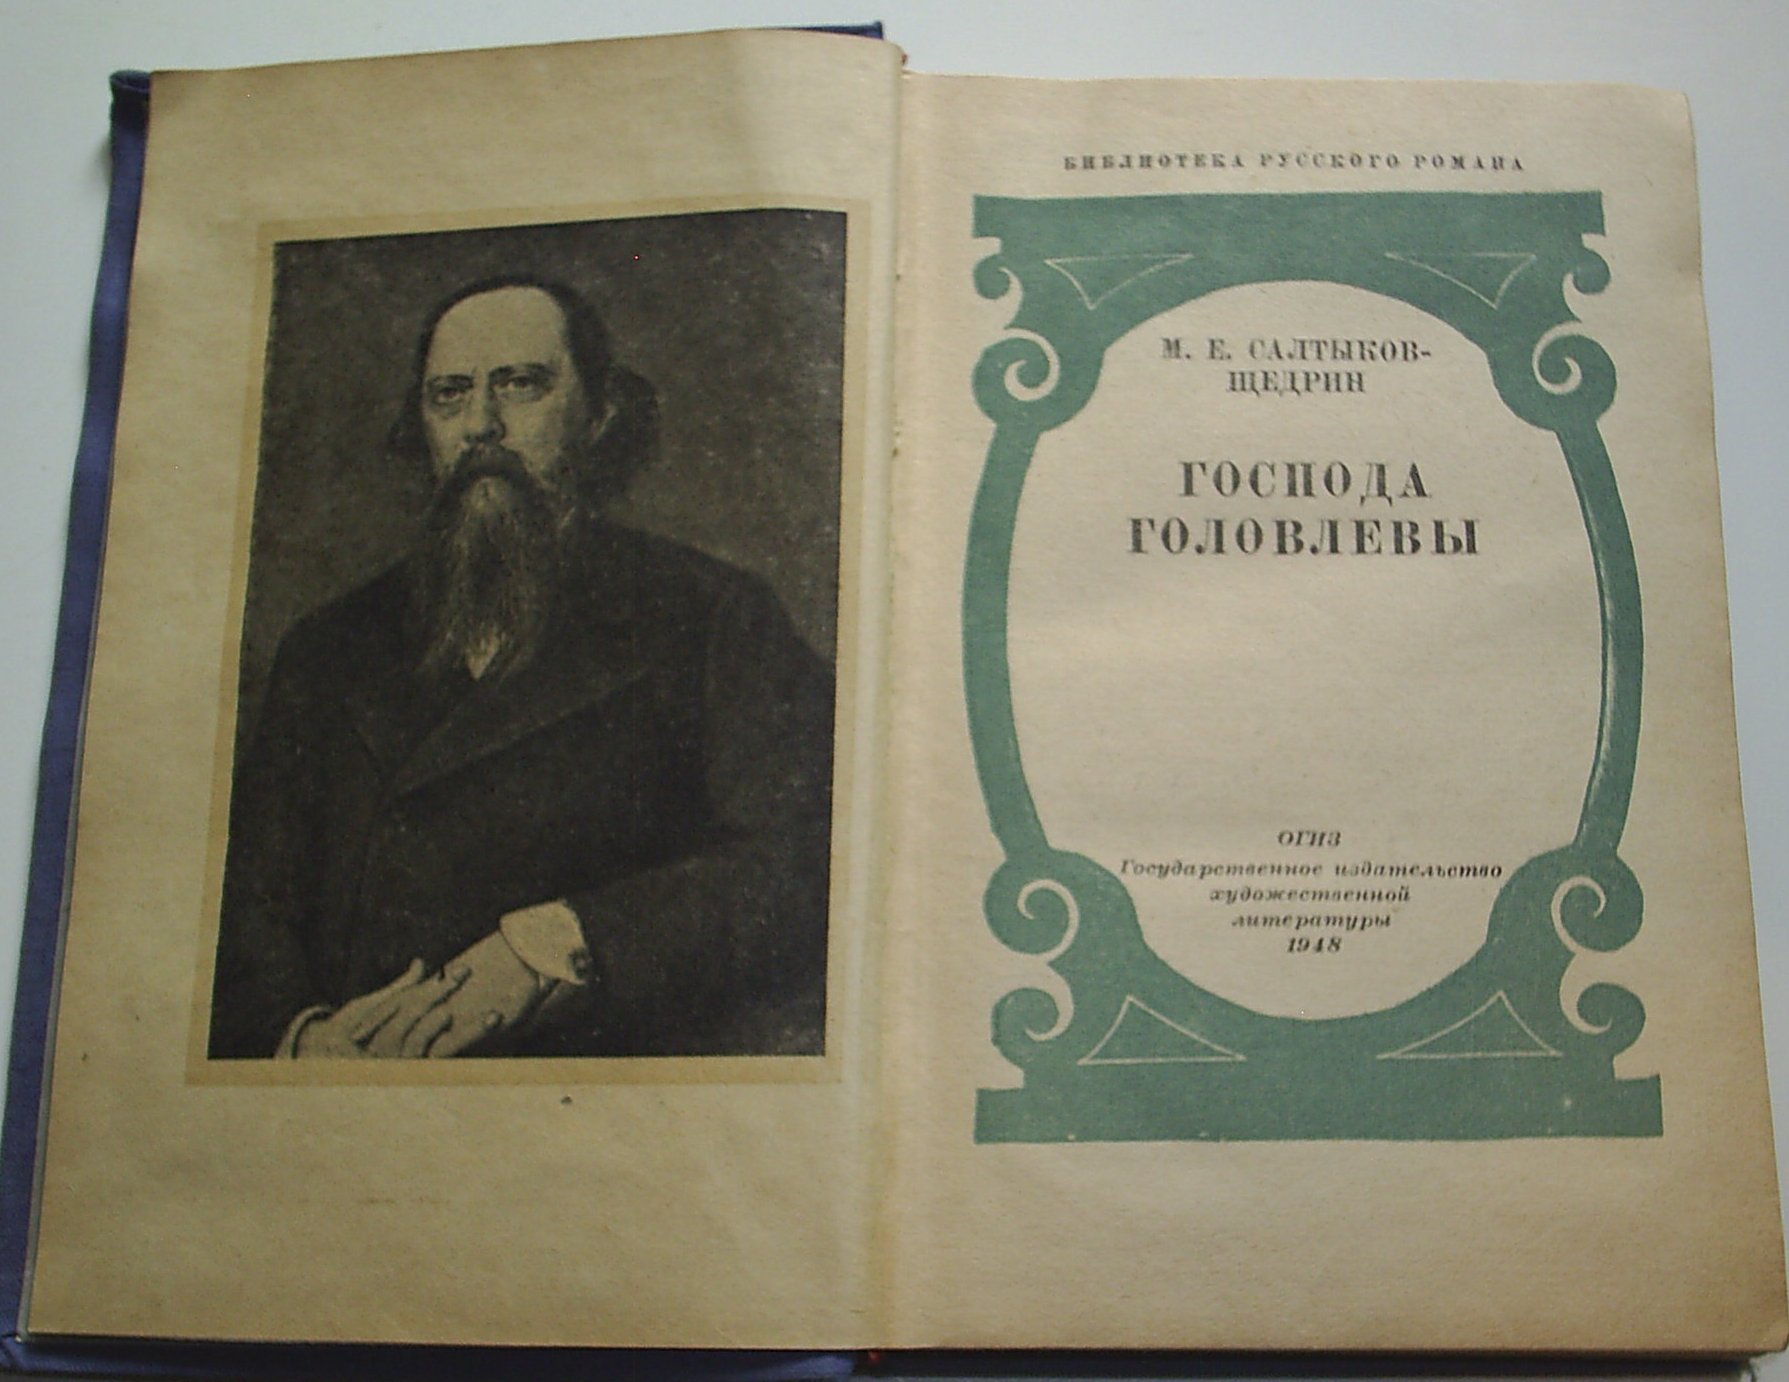 БИБЛИОТЕКА РУССКОГО РОМАНА
М. Е. САЛТЫКОВ-
ЩЕДРИН
ГОСПОДА
ГОЛОВЛЕВЫ
ОГИЗ
Государственное издательство
художественной
литературы
1948